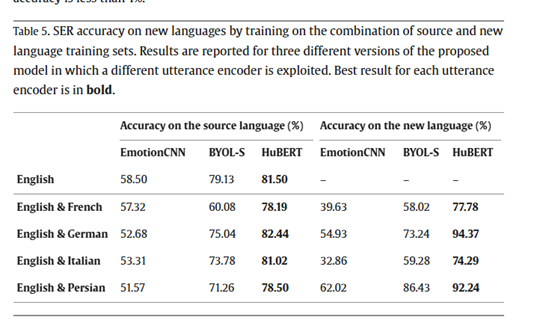 accuracy is less than 1%.
Table 5. SER accuracy on new languages by training on the combination of source and new
language training sets. Results are reported for three different versions of the proposed
model in which a different utterance encoder is exploited. Best result for each utterance
encoder is in bold.
Accuracy on the source language (%) Accuracy on the new language (%)
EmotionCNN BYOL-S HuBERT EmotionCNN BYOL-S HuBERT
English 58.50 79.13 81.50 – – –
English & French 57.32 60.08 78.19 39.63 58.02 77.78
English & German 52.68 75.04 82.44 54.93 73.24 94.37
English & Italian 53.31 73.78 81.02 32.86 59.28 74.29
English & Persian 51.57 71.26 78.50 62.02 86.43 92.24